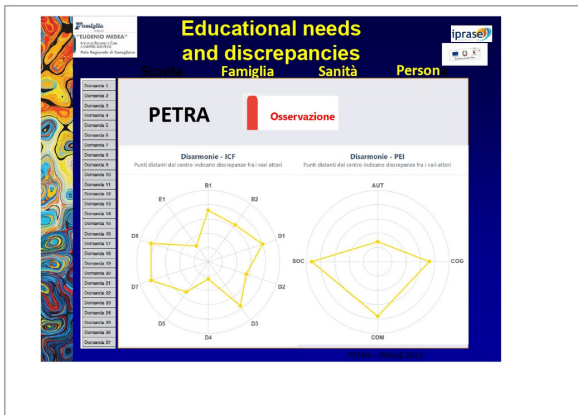 Famiglia
"EUGENIO MEDEA"
Polo Regionale di Conegliano
Educational needs
and discrepancies
iprase
Scuola Famiglia Sanità Person
Domanda 1
Domanda 2
Domanda 3
Domanda 4
Domanda 5
Domanda 6
Domanda 7
Domanda 8
Domanda 9
Domanda 10
Domanda 11
Domanda 12
Domanda 13
Domanda 14
Domanda 15
Domanda 16
Domanda 17
Domanda 18
Domanda 19
Domanda 20
Domanda 21
Domanda 22
Domanda 23
Domanda 24
Domanda 25
Domanda 26
Domanda 27
PETRA
Osservazione
Disarmonie - ICF
Punti distanti dal centro indicano discrepanze fra i vari attori
B1
B2
D1
D2
D3
D4
D5
D7
D8
E1
Disarmonie - PEI
Punti distanti dal centro indicano discrepanze fra i vari attori
AUT
COG
COM
SOC